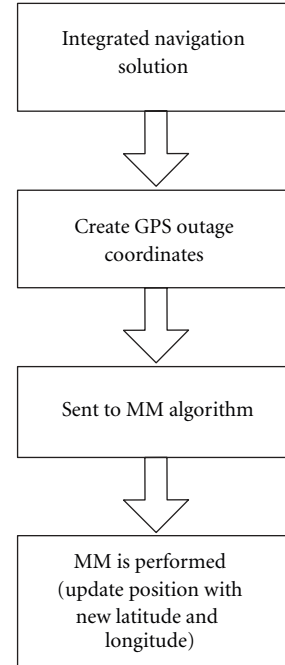 Integrated navigation
solution
Create GPS outage
coordinates
Sent to MM algorithm
MM is performed
(update position with
new latitude and
longitude)